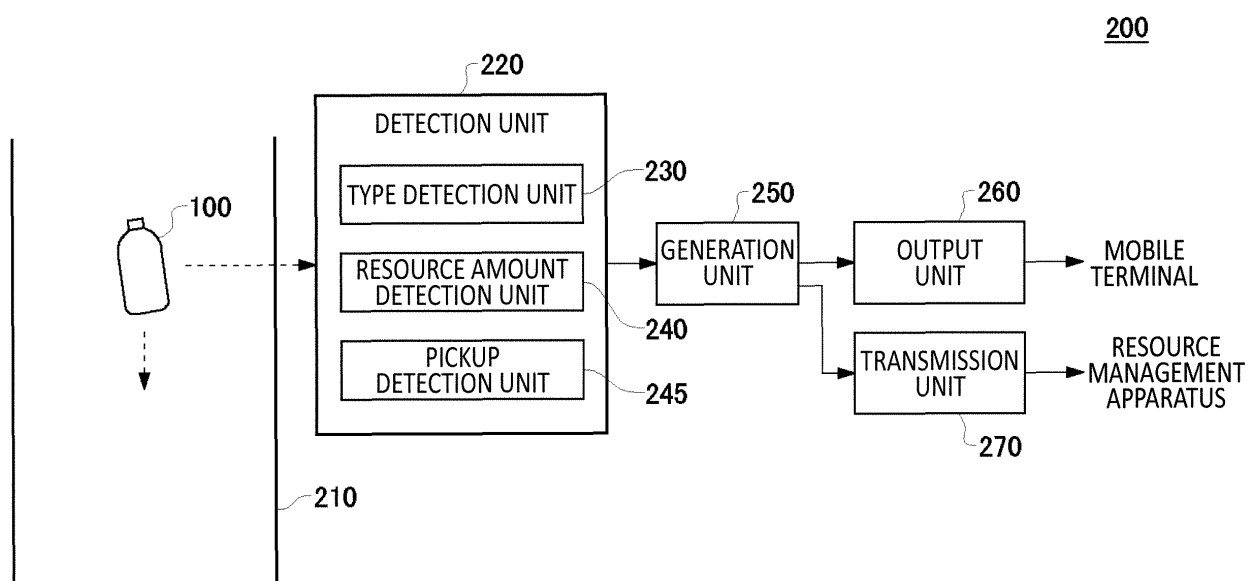 200
220
DETECTION UNIT
TYPE DETECTION UNIT
230
100
RESOURCE AMOUNT
DETECTION UNIT
240
PICKUP
DETECTION UNIT
245
250
GENERATION
UNIT
260
OUTPUT
UNIT
MOBILE
TERMINAL
TRANSMISSION
UNIT
270
RESOURCE
MANAGEMENT
APPARATUS
210